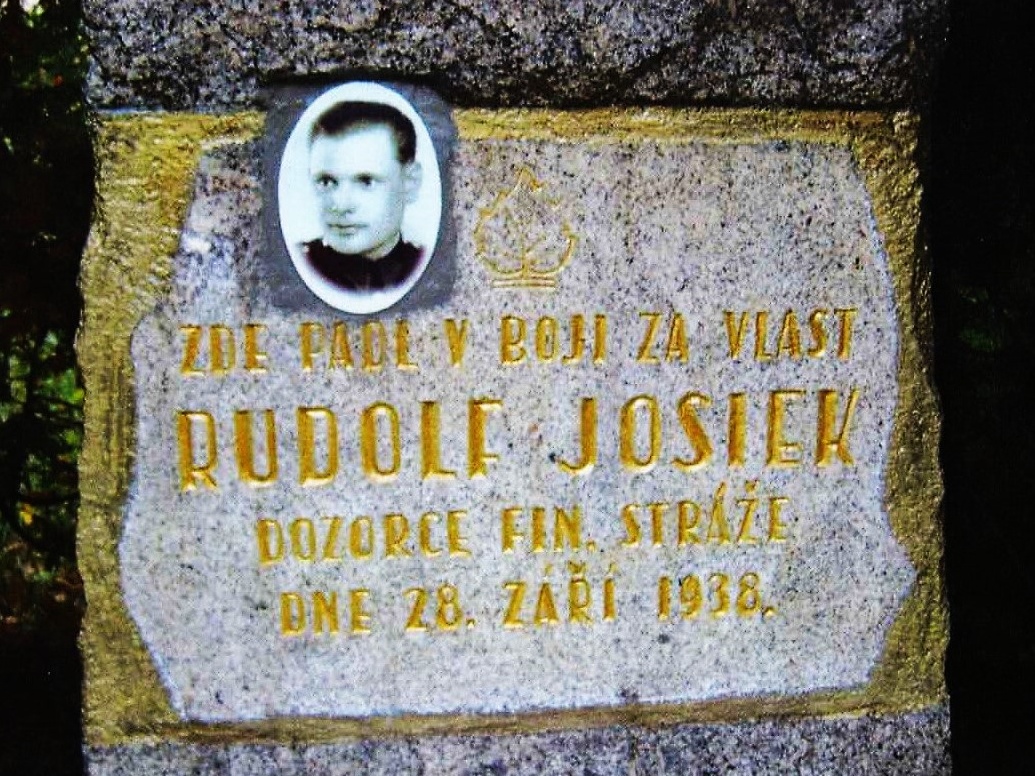 ZDE PADL V BOJI ZA VLAST
RUDOLF JOSIEK
DOZORCE FIN. STRÁŽE
DNE 28. ZÁŘÍ 1938.